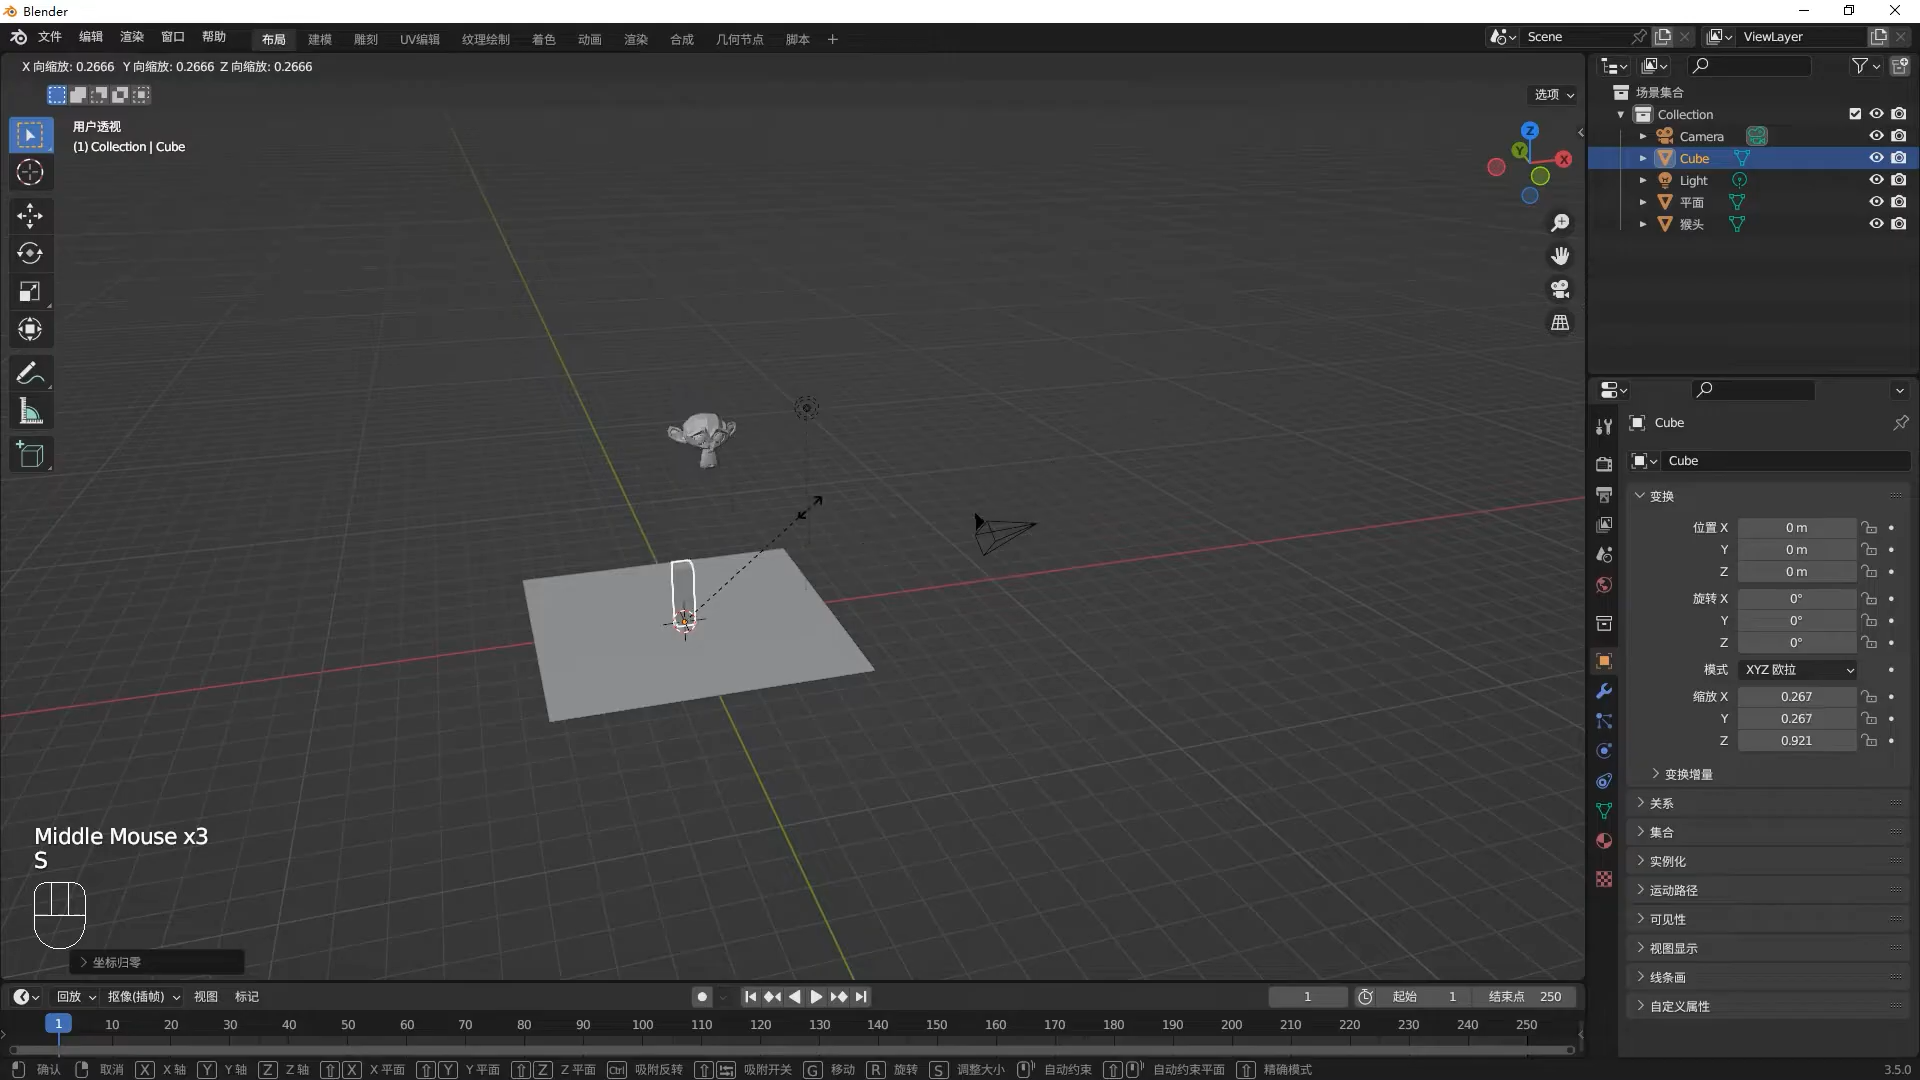 Blender
文件 编辑 渲染 窗口 帮助 布局 建模 雕刻 UV编辑 纹理绘制 着色 动画 渲染 合成 几何节点 脚本 + Scene ViewLayer
X 向缩放: 0.2666 Y 向缩放: 0.2666 Z 向缩放: 0.2666
选项
用户透视
(1) Collection | Cube
Z
Y
X
场景集合
Collection
Camera
Cube
Light
平面
猴头
Cube
Cube
变换
位置 X 0 m
Y 0 m
Z 0 m
旋转 X 0°
Y 0°
Z 0°
模式 XYZ 欧拉
缩放 X 0.267
Y 0.267
Z 0.921
变换增量
关系
集合
实例化
运动路径
可见性
视图显示
线条画
自定义属性
Middle Mouse x3
S
坐标归零
回放 抠像(插帧) 视图 标记 1 起始 1 结束点 250
1 10 20 30 40 50 60 70 80 90 100 110 120 130 140 150 160 170 180 190 200 210 220 230 240 250
确认 取消 X X 轴 Y Y 轴 Z Z 轴 X X 平面 Y Y 平面 Z Z 平面 Ctrl 吸附反转 吸附开关 G 移动 R 旋转 S 调整大小 自动约束 自动约束平面 精确模式 3.5.0